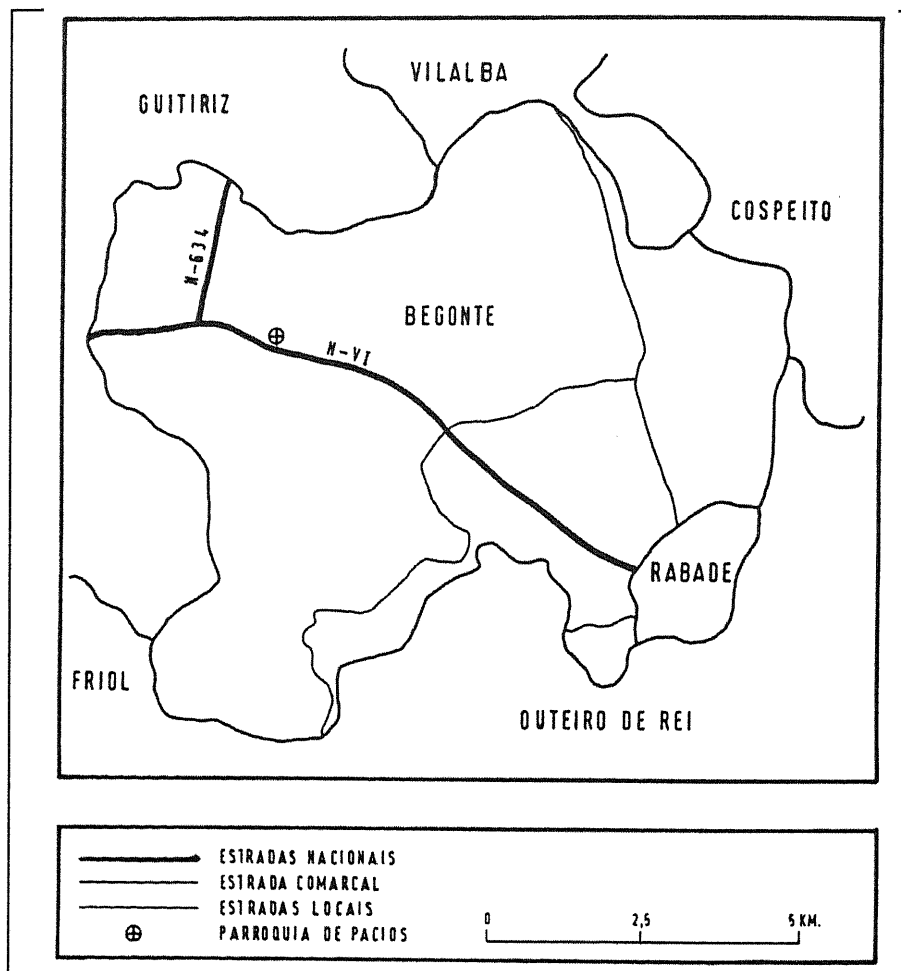 VILALBA
GUITIRIZ
COSPEITO
N-634
BEGONTE
N-VI
RABADE
FRIOL
OUTEIRO DE REI
ESTRADAS NACIONAIS
ESTRADA COMARCAL
ESTRADAS LOCAIS
PARROQUIA DE PACIOS
0 2,5 5 KM.